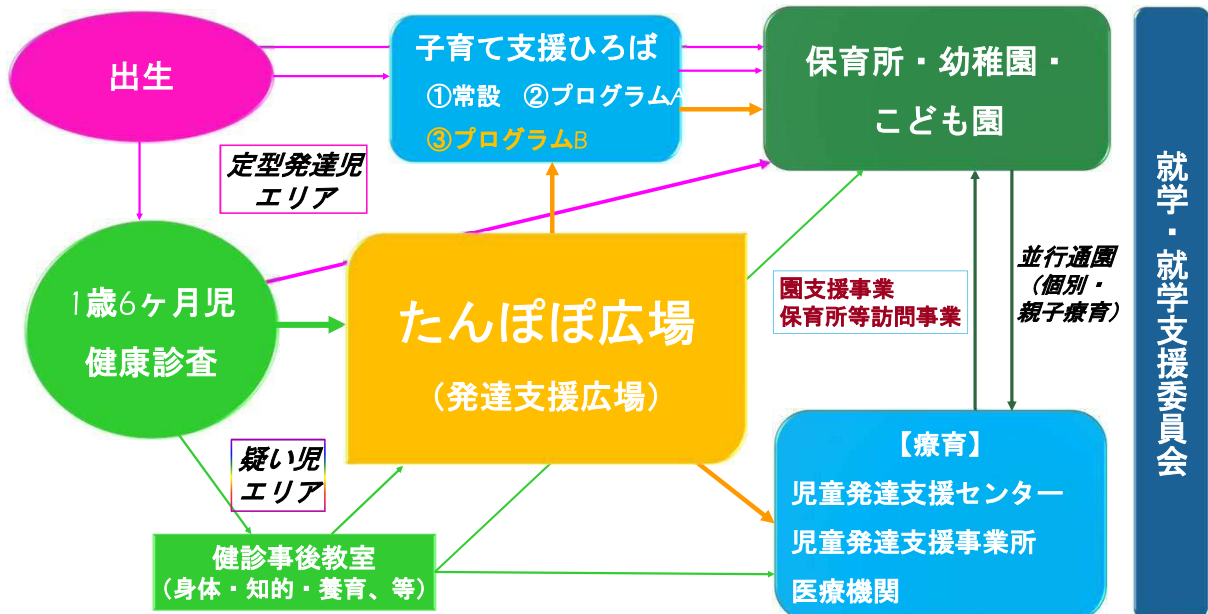 出生
子育て支援ひろば
①常設 ②プログラムA
③プログラムB
保育所・幼稚園・
こども園
定型発達児
エリア
1歳6ヶ月児
健康診査
たんぽぽ広場
(発達支援広場)
園支援事業
保育所等訪問事業
並行通園
(個別・
親子療育)
疑い児
エリア
健診事後教室
(身体・知的・養育、等)
【療育】
児童発達支援センター
児童発達支援事業所
医療機関
就学・就学支援委員会